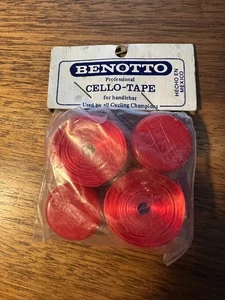 BENOTTO
Professional
CELLO-TAPE
for handlebar
Used by all Cycling Champions
HECHO EN
MEXICO